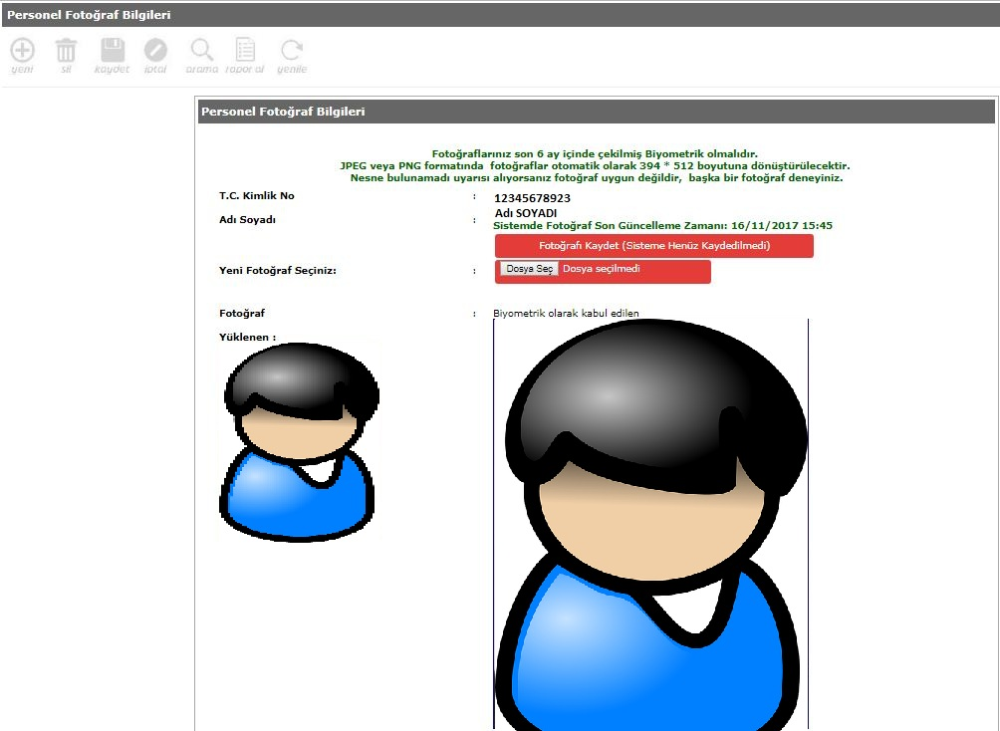 Personel Fotoğraf Bilgileri
yeni sil kaydet iptal arama rapor al yenile
Personel Fotoğraf Bilgileri
Fotoğraflarınız son 6 ay içinde çekilmiş Biyometrik olmalıdır.
JPEG veya PNG formatında fotoğraflar otomatik olarak 394 * 512 boyutuna dönüştürülecektir.
Nesne bulunamadı uyarısı alıyorsanız fotoğraf uygun değildir, başka bir fotoğraf deneyiniz.
T.C. Kimlik No : 12345678923
Adı Soyadı : Adı SOYADI
Sistemde Fotoğraf Son Güncelleme Zamanı: 16/11/2017 15:45
Fotoğrafı Kaydet (Sisteme Henüz Kaydedilmedi)
Yeni Fotoğraf Seçiniz: : Dosya Seç Dosya seçilmedi
Fotoğraf : Biyometrik olarak kabul edilen
Yüklenen :